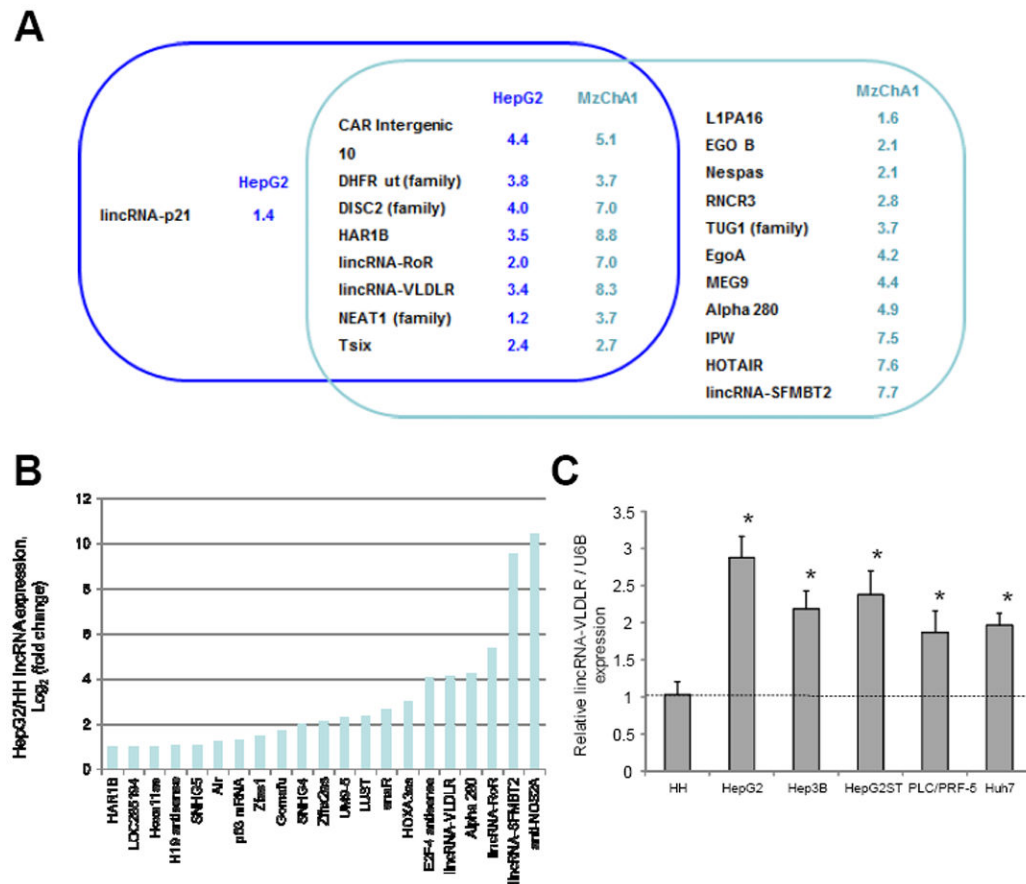 A
HepG2 MzChA1
CAR Intergenic
10 4.4 5.1
DHFR ut (family) 3.8 3.7
DISC2 (family) 4.0 7.0
HAR1B 3.5 8.8
lincRNA-RoR 2.0 7.0
lincRNA-VLDLR 3.4 8.3
NEAT1 (family) 1.2 3.7
Tsix 2.4 2.7
HepG2
lincRNA-p21 1.4
MzChA1
L1PA16 1.6
EGO B 2.1
Nespas 2.1
RNCR3 2.8
TUG1 (family) 3.7
EgoA 4.2
MEG9 4.4
Alpha 280 4.9
IPW 7.5
HOTAIR 7.6
lincRNA-SFMBT2 7.7
B
HepG2/HH lncRNA expression,
Log2 (fold change)
12
10
8
6
4
2
0
HAR1B
LOC285194
Hoxa11as
H19 antisense
SNHG5
Air
p53 mRNA
Zfas1
Gomafu
SNHG4
Zfhx2as
UM9-5
LUST
snaR
HOXA3as
E2F4 antisense
lincRNA-VLDLR
Alpha 280
lincRNA-RoR
lincRNA-SFMBT2
anti-NOS2A
C
Relative lincRNA-VLDLR / U6B
expression
3.5
3
2.5
2
1.5
1
0.5
0
* * * * *
HH HepG2 Hep3B HepG2ST PLC/PRF-5 Huh7